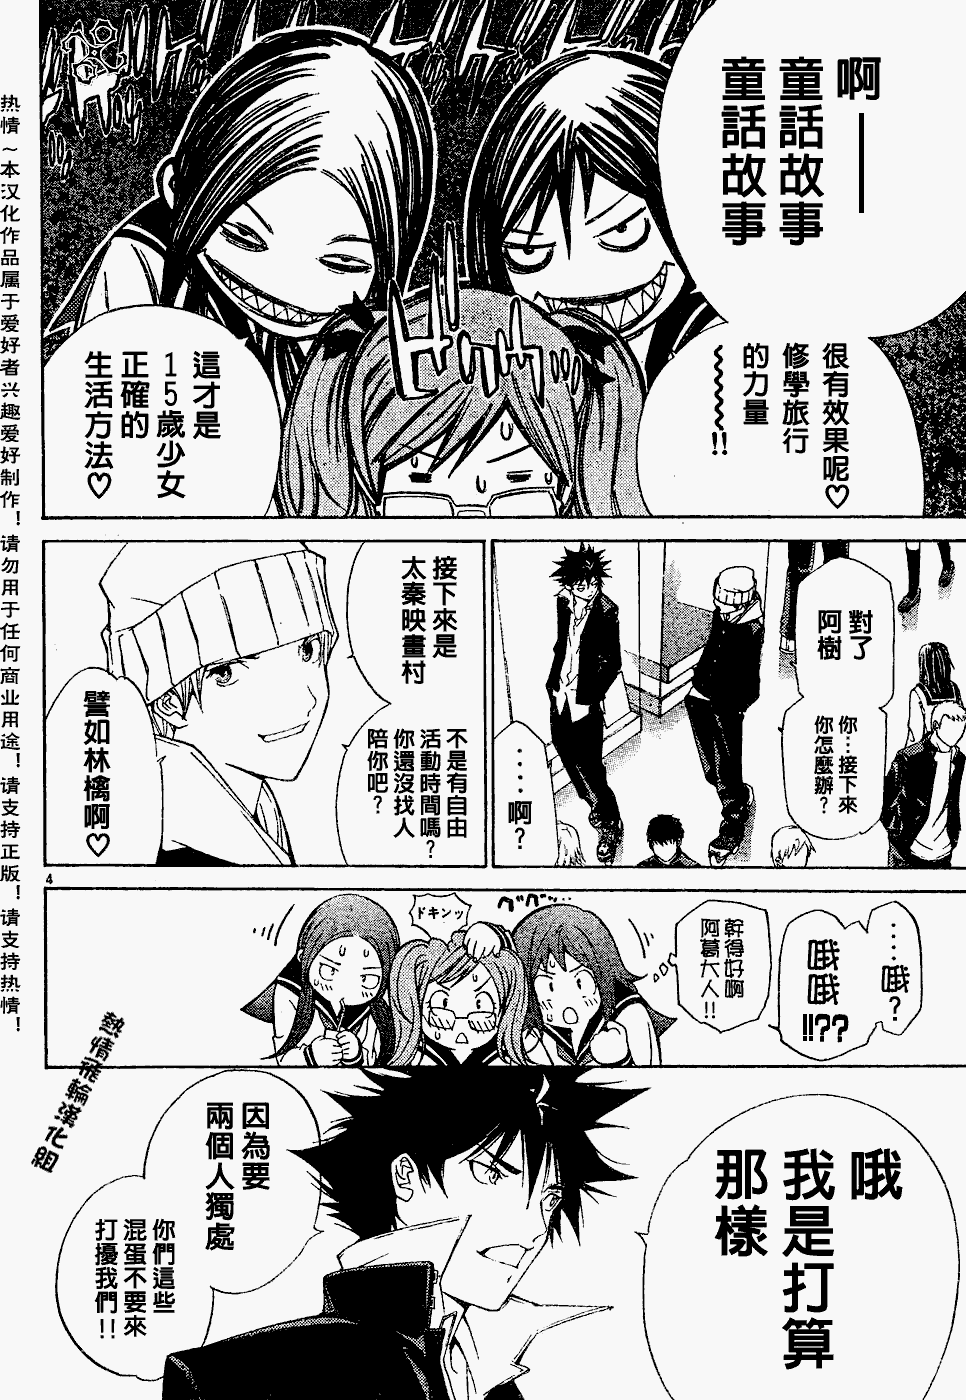 啊——
童話故事
童話故事
很有效果呢♡
修學旅行
的力量
~~~~!!
這才是
15歲少女
正確的
生活方法♡
對了
阿樹
你…接下來
你怎麼辦?
‥‥啊?
接下來是
太秦映畫村
不是有自由
活動時間嗎?
你還沒找人
陪你吧?
譬如林檎啊♡
4
‥‥哦?
哦
哦
!!??
幹得好啊
阿葛大人!!
グッグッ…
ドキンッ
哦
我是打算
那樣
因為要
兩個人獨處
你們這些
混蛋不要來
打擾我們!!
热情~本汉化作品属于爱好者兴趣爱好制作!请勿用于任何商业用途!请支持正版!请支持热情!
熱情飛輪漢化組